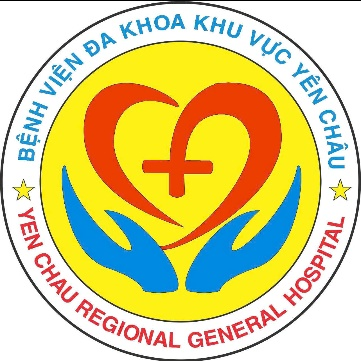 BỆNH VIỆN ĐA KHOA KHU VỰC YÊN CHÂU
YEN CHAU REGIONAL GENERAL HOSPITAL